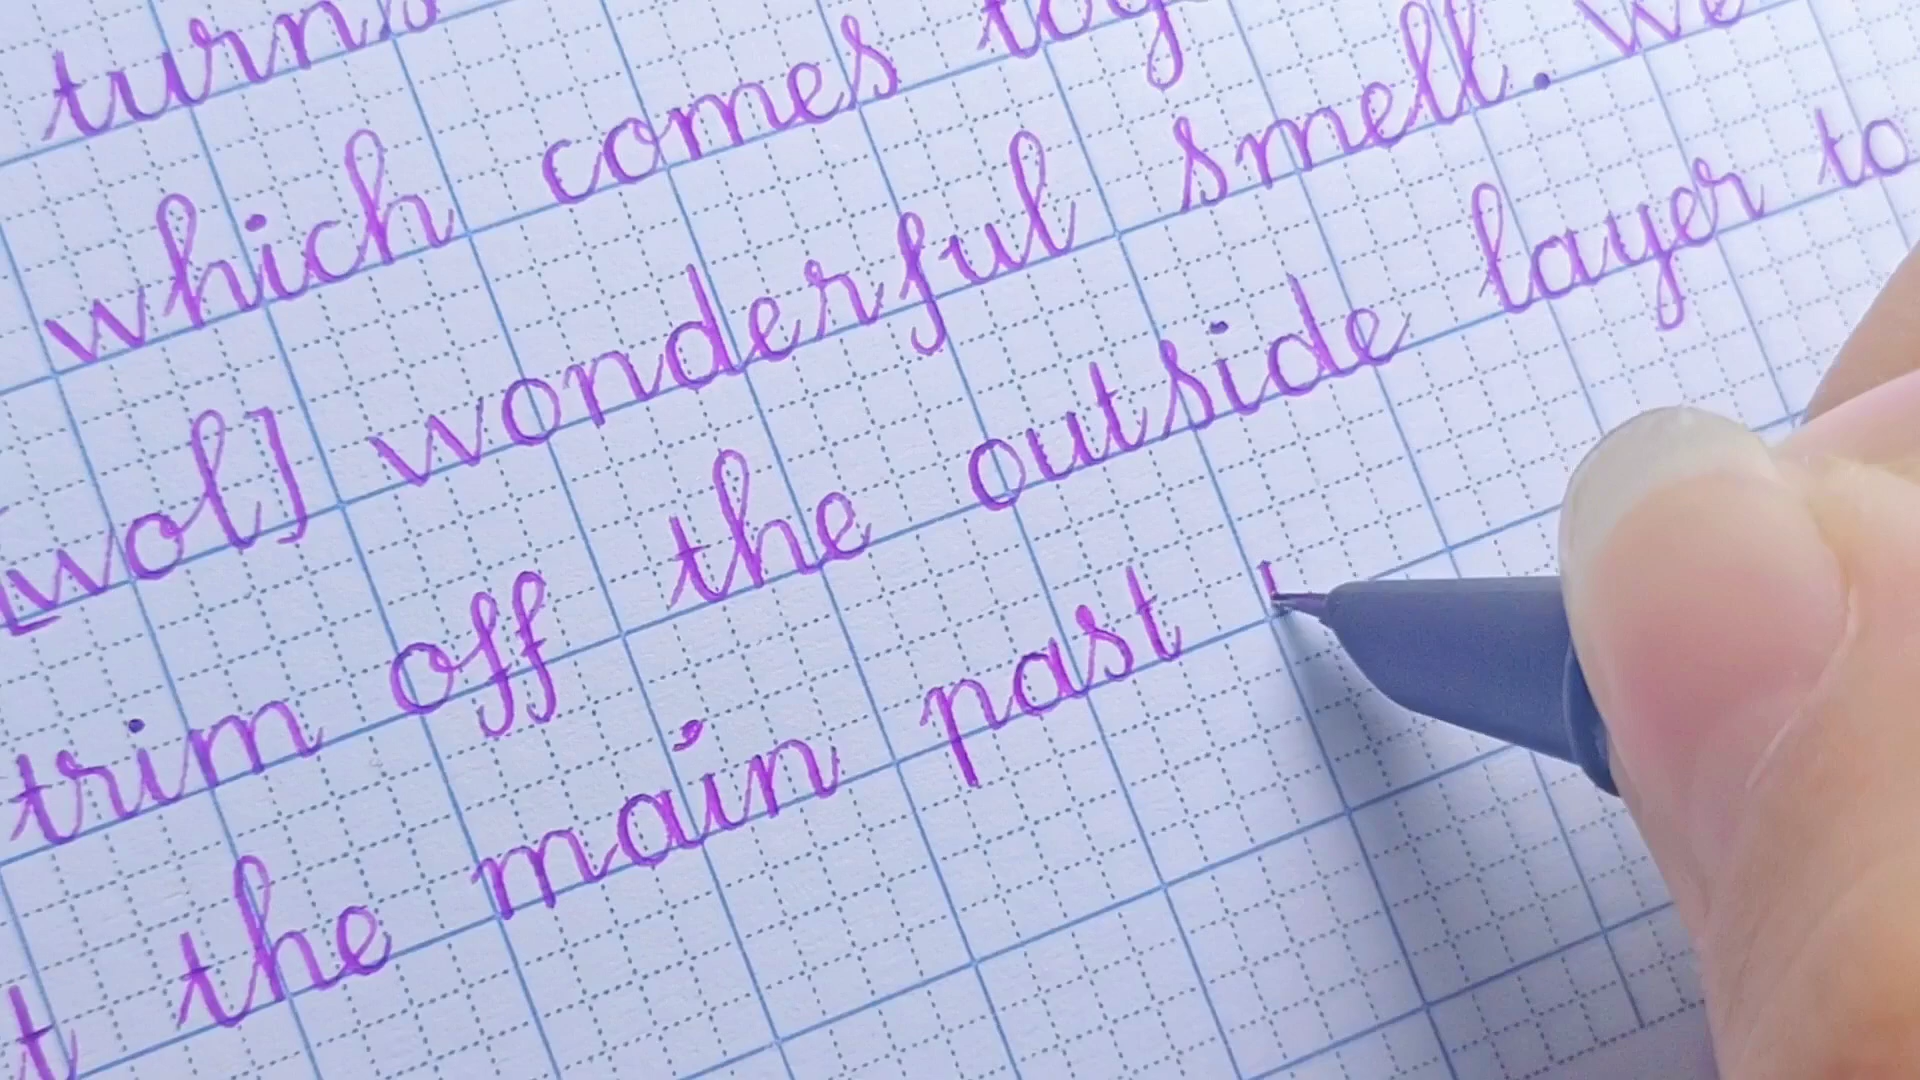 turns
which comes tog
[wol] wonderful smell. we
trim off the outside layer to
t the main past